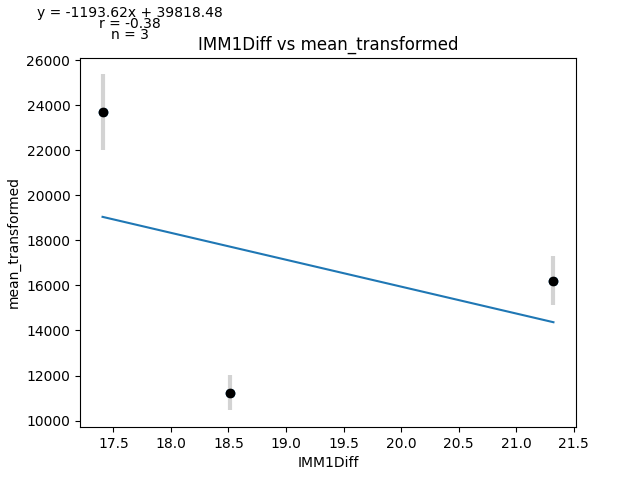 y = -1193.62x + 39818.48
r = -0.38
n = 3
IMM1Diff vs mean_transformed
26000
24000
22000
20000
18000
16000
14000
12000
10000
mean_transformed
17.5 18.0 18.5 19.0 19.5 20.0 20.5 21.0 21.5
IMM1Diff